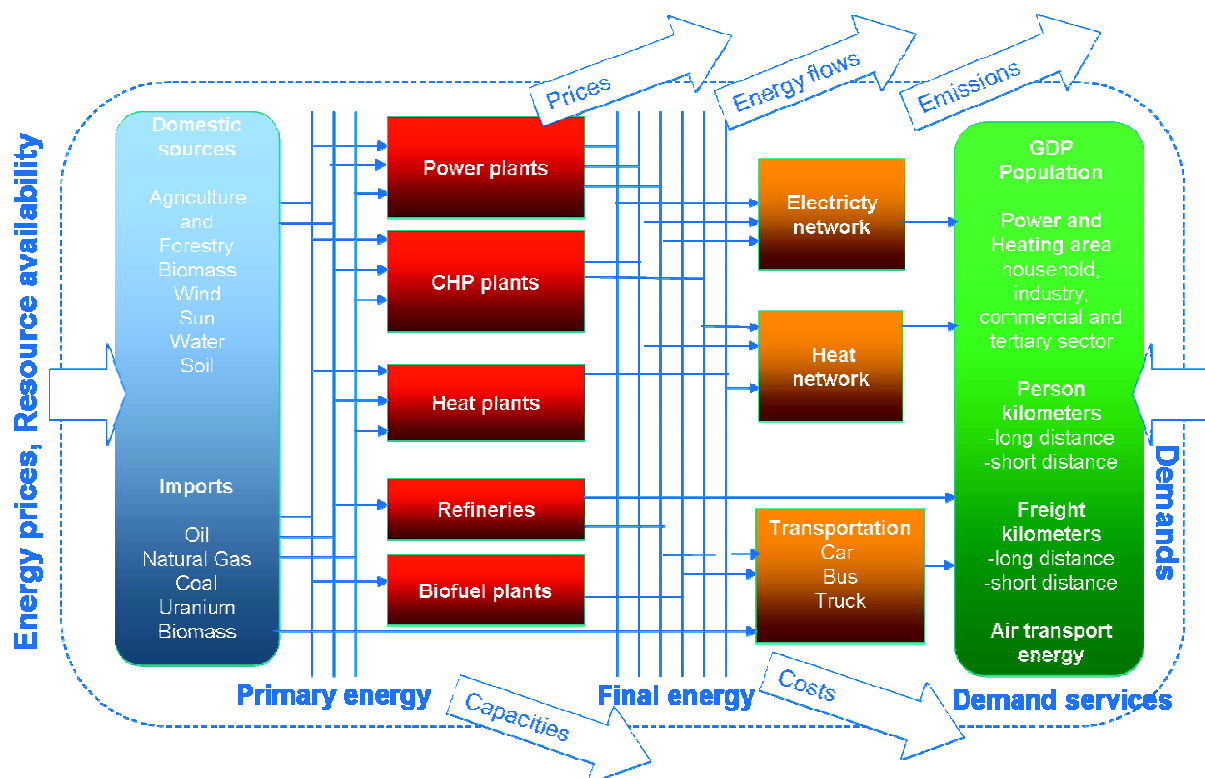 Prices
Energy flows
Emissions
Energy prices, Resource availability
Domestic
sources
Agriculture
and
Forestry
Biomass
Wind
Sun
Water
Soil
Imports
Oil
Natural Gas
Coal
Uranium
Biomass
Power plants
CHP plants
Heat plants
Refineries
Biofuel plants
Electricty
network
Heat
network
Transportation
Car
Bus
Truck
GDP
Population
Power and
Heating area
household,
industry,
commercial and
tertiary sector
Person
kilometers
-long distance
-short distance
Freight
kilometers
-long distance
-short distance
Air transport
energy
Demands
Primary energy
Final energy
Demand services
Capacities
Costs